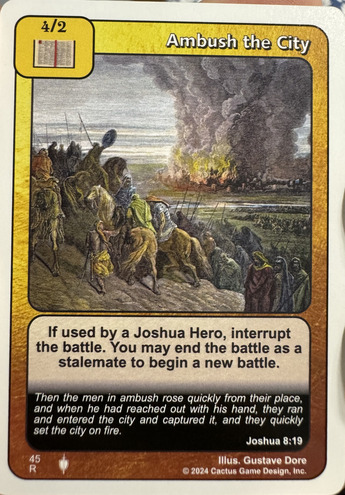 4/2
Ambush the City
If used by a Joshua Hero, interrupt
the battle. You may end the battle as a
stalemate to begin a new battle.
Then the men in ambush rose quickly from their place,
and when he had reached out with his hand, they ran
and entered the city and captured it, and they quickly
set the city on fire.
Joshua 8:19
45
R
Illus. Gustave Dore
© 2024 Cactus Game Design, Inc.